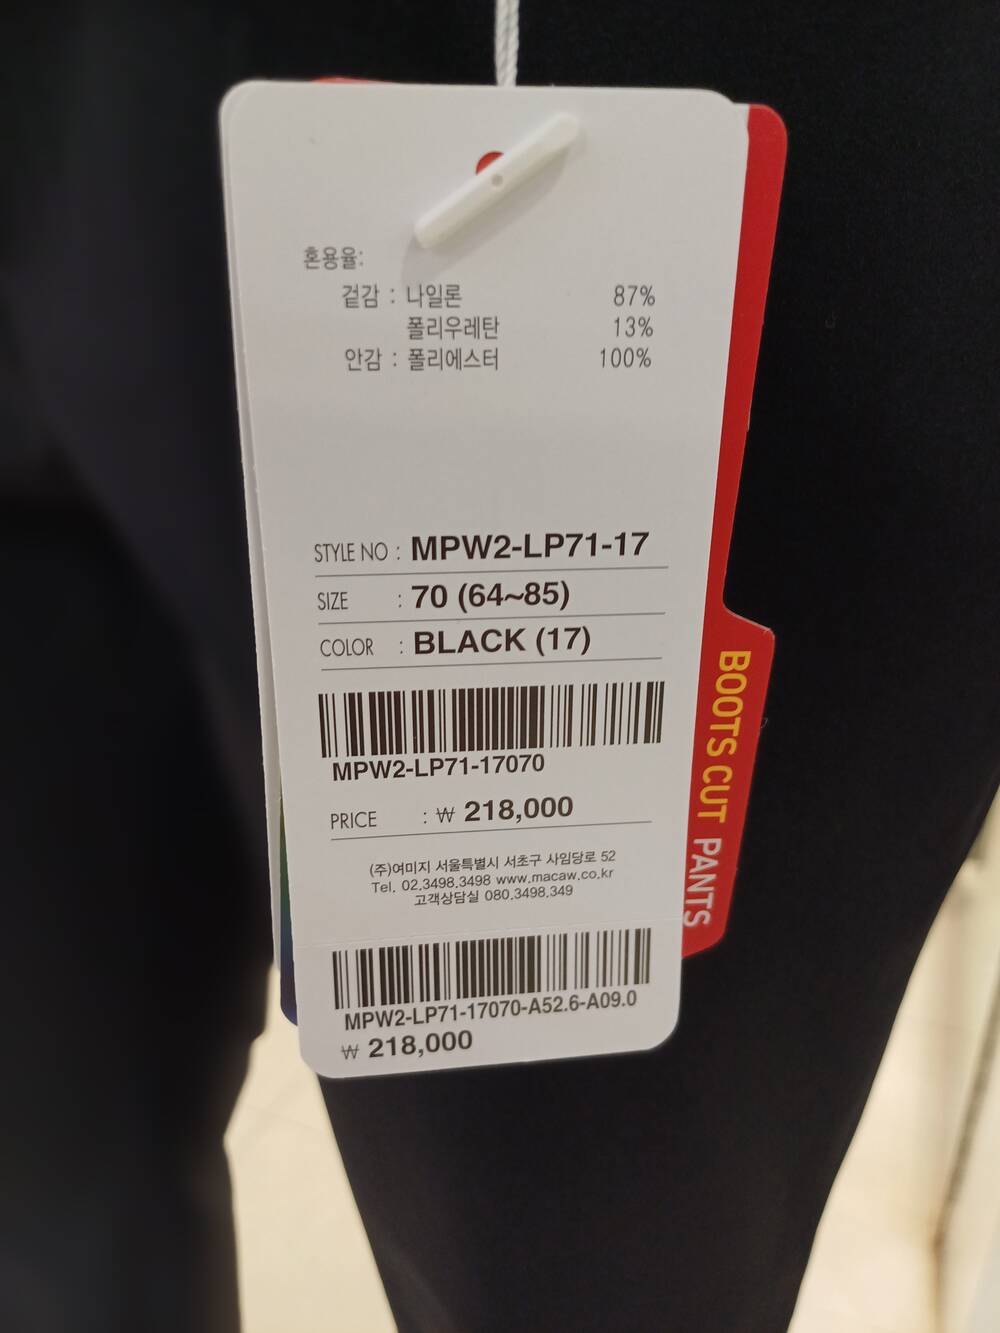 혼용율:
겉감 : 나일론 87%
폴리우레탄 13%
안감 : 폴리에스터 100%
STYLE NO : MPW2-LP71-17
SIZE : 70 (64~85)
COLOR : BLACK (17)
MPW2-LP71-17070
PRICE : ₩ 218,000
(주)여미지 서울특별시 서초구 사임당로 52
Tel. 02.3498.3498 www.macaw.co.kr
고객상담실 080.3498.349
MPW2-LP71-17070-A52.6-A09.0
₩ 218,000
BOOTS CUT PANTS